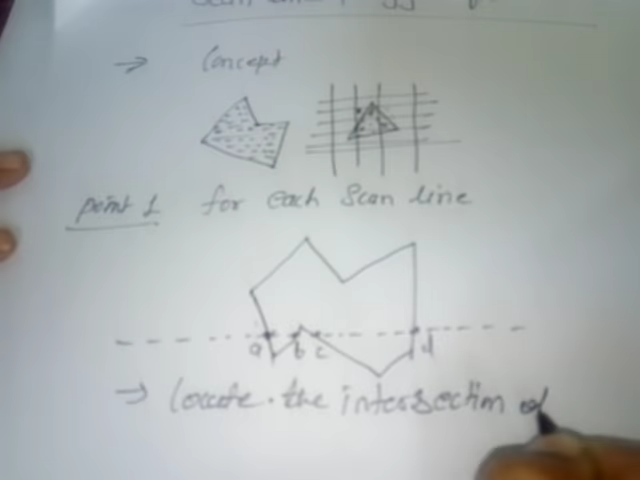 → Concept
point 1 for each Scan line
a b c d
→ locate the intersection of